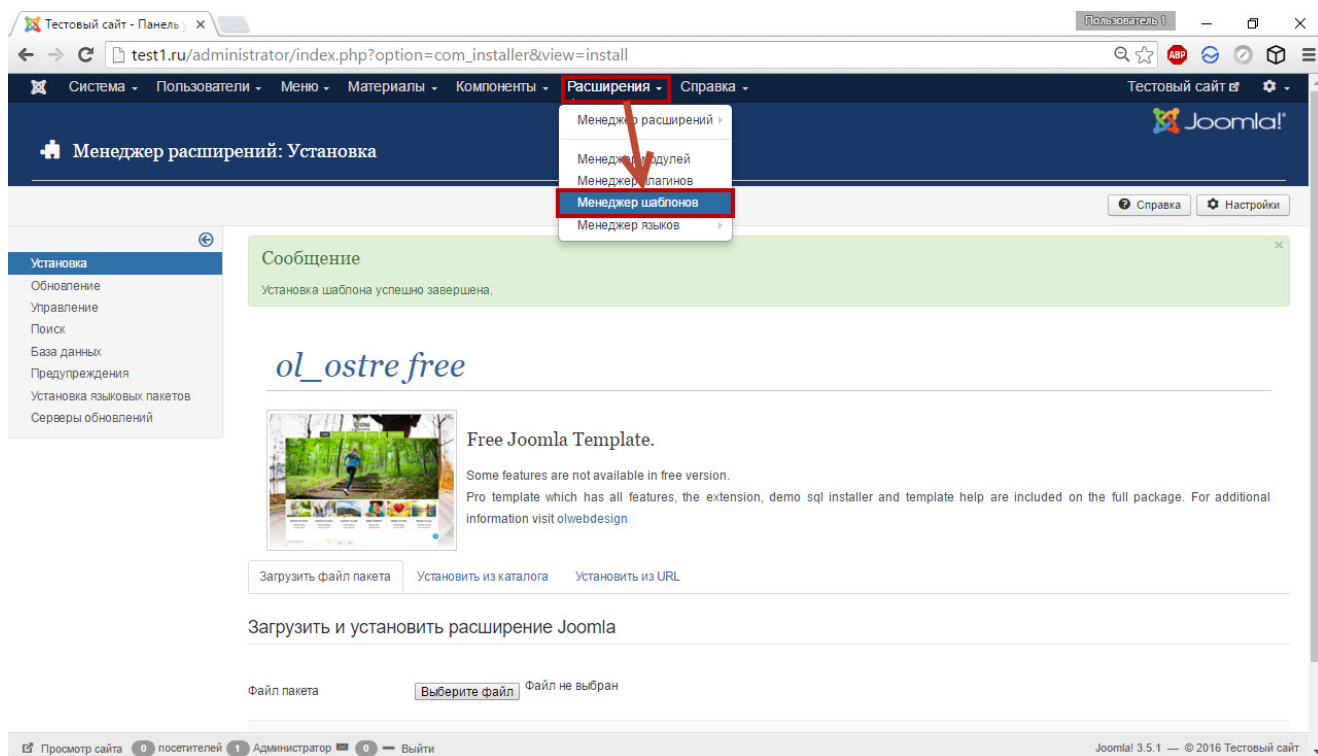 Тестовый сайт - Панель у
Пользователь 1
test1.ru/administrator/index.php?option=com_installer&view=install
ABP
Система
Пользователи
Меню
Материалы
Компоненты
Расширения
Справка
Тестовый сайт
Менеджер расширений: Установка
Joomla!
Менеджер расширений
Менеджер модулей
Менеджер плагинов
Менеджер шаблонов
Менеджер языков
Справка
Настройки
Установка
Обновление
Управление
Поиск
База данных
Предупреждения
Установка языковых пакетов
Серверы обновлений
Сообщение
Установка шаблона успешно завершена.
ol_ostre free
Free Joomla Template.
Some features are not available in free version.
Pro template which has all features, the extension, demo sql installer and template help are included on the full package. For additional
information visit olwebdesign
Загрузить файл пакета
Установить из каталога
Установить из URL
Загрузить и установить расширение Joomla
Файл пакета
Выберите файл
Файл не выбран
Просмотр сайта 0 посетителей 1 Администратор 0 Выйти
Joomla! 3.5.1 — © 2016 Тестовый сайт